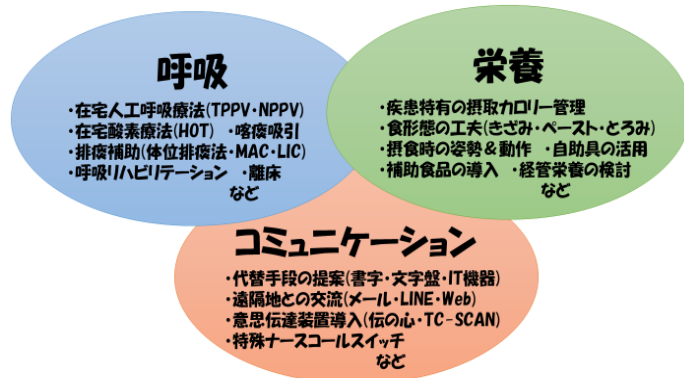 呼吸
・在宅人工呼吸療法(TPPV・NPPV)
・在宅酸素療法(HOT) ・喀痰吸引
・排痰補助(体位排痰法・MAC・LIC)
・呼吸リハビリテーション ・離床
など
栄養
・疾患特有の摂取カロリー管理
・食形態の工夫(きざみ・ペースト・とろみ)
・摂食時の姿勢&動作 ・自助具の活用
・補助食品の導入 ・経管栄養の検討
など
コミュニケーション
・代替手段の提案(書字・文字盤・IT機器)
・遠隔地との交流(メール・LINE・Web)
・意思伝達装置導入(伝の心・TC-SCAN)
・特殊ナースコールスイッチ
など